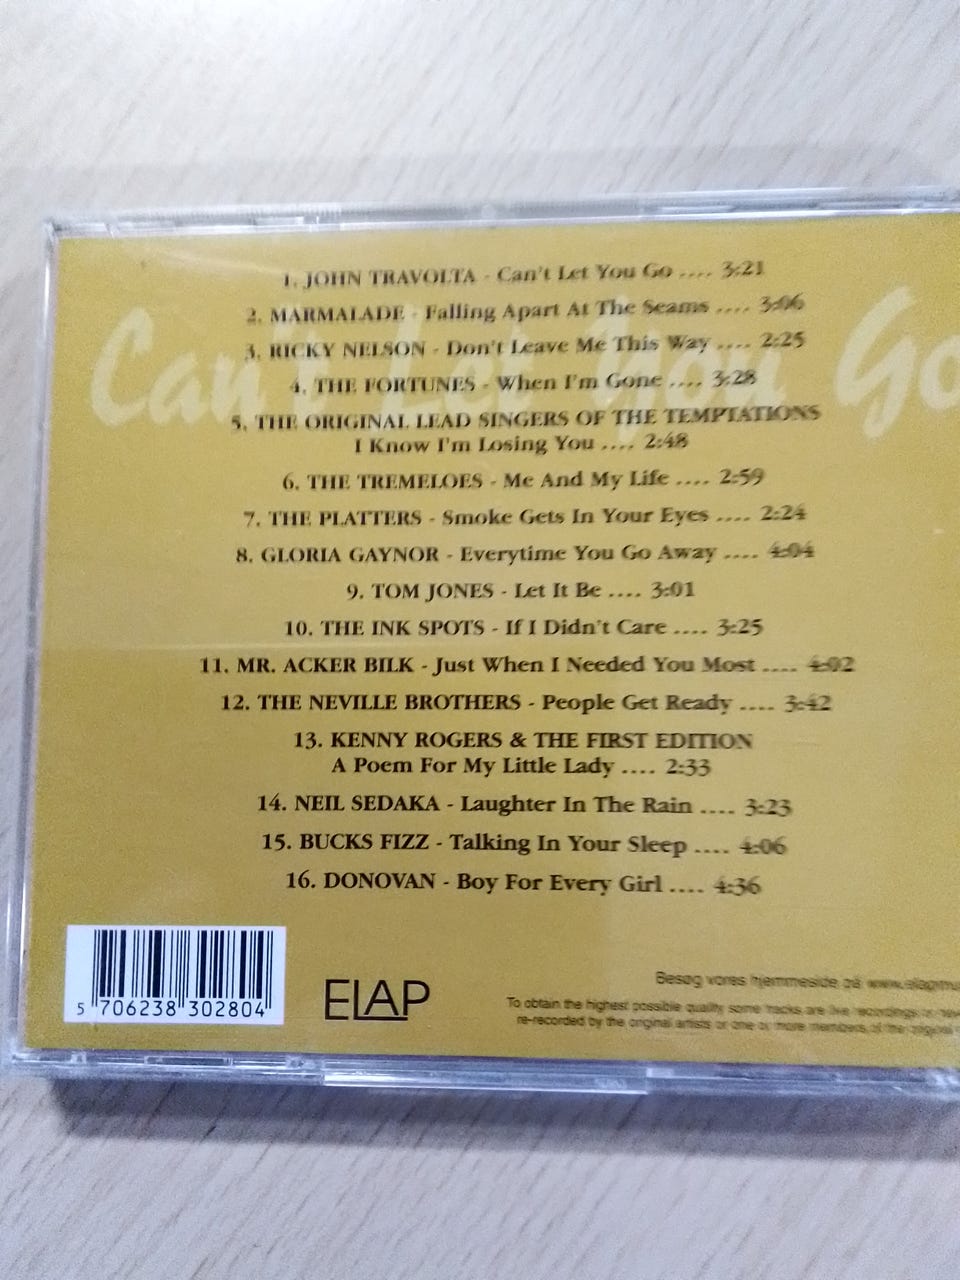 Can't Let You Go
1. JOHN TRAVOLTA - Can't Let You Go .... 3:21
2. MARMALADE - Falling Apart At The Seams .... 3:06
3. RICKY NELSON - Don't Leave Me This Way .... 2:25
4. THE FORTUNES - When I'm Gone .... 3:28
5. THE ORIGINAL LEAD SINGERS OF THE TEMPTATIONS
I Know I'm Losing You .... 2:48
6. THE TREMELOES - Me And My Life .... 2:59
7. THE PLATTERS - Smoke Gets In Your Eyes .... 2:24
8. GLORIA GAYNOR - Everytime You Go Away .... 4:04
9. TOM JONES - Let It Be .... 3:01
10. THE INK SPOTS - If I Didn't Care .... 3:25
11. MR. ACKER BILK - Just When I Needed You Most .... 4:02
12. THE NEVILLE BROTHERS - People Get Ready .... 3:42
13. KENNY ROGERS & THE FIRST EDITION
A Poem For My Little Lady .... 2:33
14. NEIL SEDAKA - Laughter In The Rain .... 3:23
15. BUCKS FIZZ - Talking In Your Sleep .... 4:06
16. DONOVAN - Boy For Every Girl .... 4:36
5 706238 302804
ELAP
Besøg vores hjemmeside på
To obtain the highest possible quality some tracks are live recordings or
re-recorded by the original artists or one or more members of the original